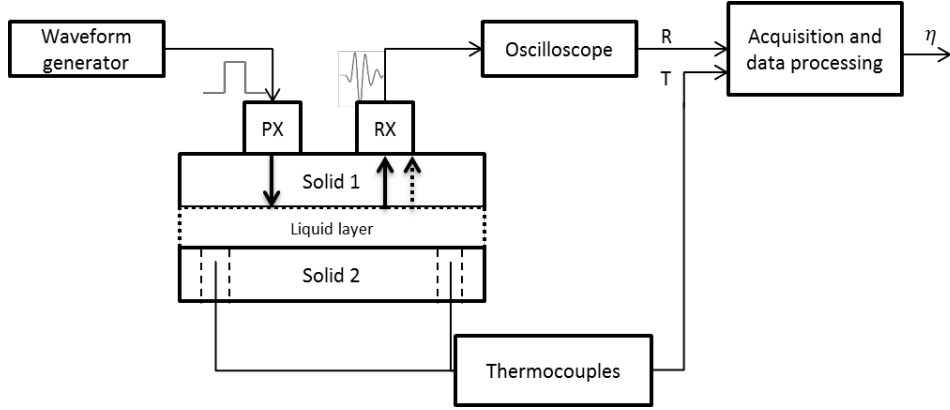 Waveform
generator
PX
RX
Oscilloscope
R
T
Acquisition and
data processing
η
Solid 1
Liquid layer
Solid 2
Thermocouples